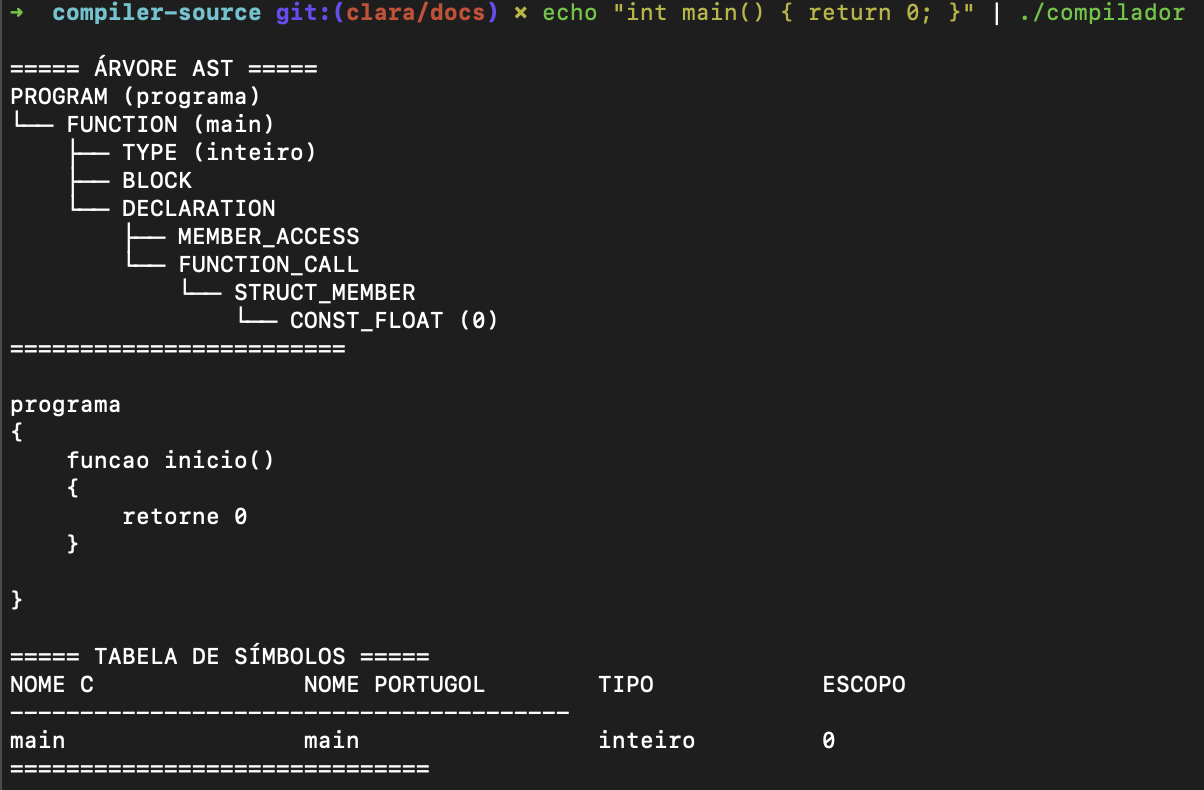 →  compiler-source git:(clara/docs) × echo "int main() { return 0; }" | ./compilador

===== ÁRVORE AST =====
PROGRAM (programa)
└── FUNCTION (main)
    ├── TYPE (inteiro)
    ├── BLOCK
    └── DECLARATION
        ├── MEMBER_ACCESS
        └── FUNCTION_CALL
            └── STRUCT_MEMBER
                └── CONST_FLOAT (0)
========================

programa
{
    funcao inicio()
    {
        retorne 0
    }

}

===== TABELA DE SÍMBOLOS =====
NOME C               NOME PORTUGOL        TIPO            ESCOPO
----------------------------------------
main                 main                 inteiro         0
==============================